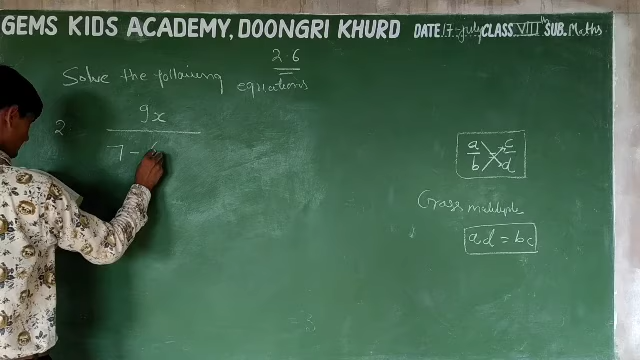 GEMS KIDS ACADEMY, DOONGRI KHURD
DATE 17-july CLASS VIIIth SUB. Maths
2.6
Solve the following equations
2 9x
7 -
a c
b d
Cross multiple
ad = bc